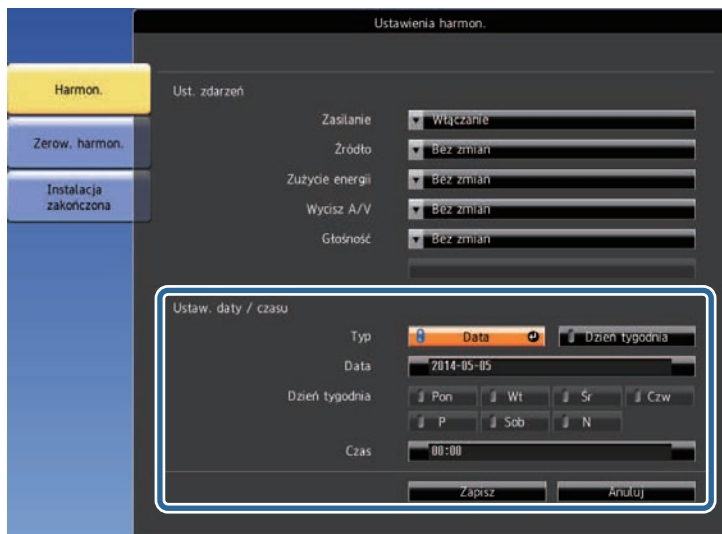 Ustawienia harmon.
Harmon.
Zerow. harmon.
Instalacja
zakończona
Ust. zdarzeń
Zasilanie Włączanie
Źródło Bez zmian
Zużycie energii Bez zmian
Wycisz A/V Bez zmian
Głośność Bez zmian
Ustaw. daty / czasu
Typ Data Dzień tygodnia
Data 2014-05-05
Dzień tygodnia Pon Wt Śr Czw
P Sob N
Czas 00:00
Zapisz Anuluj